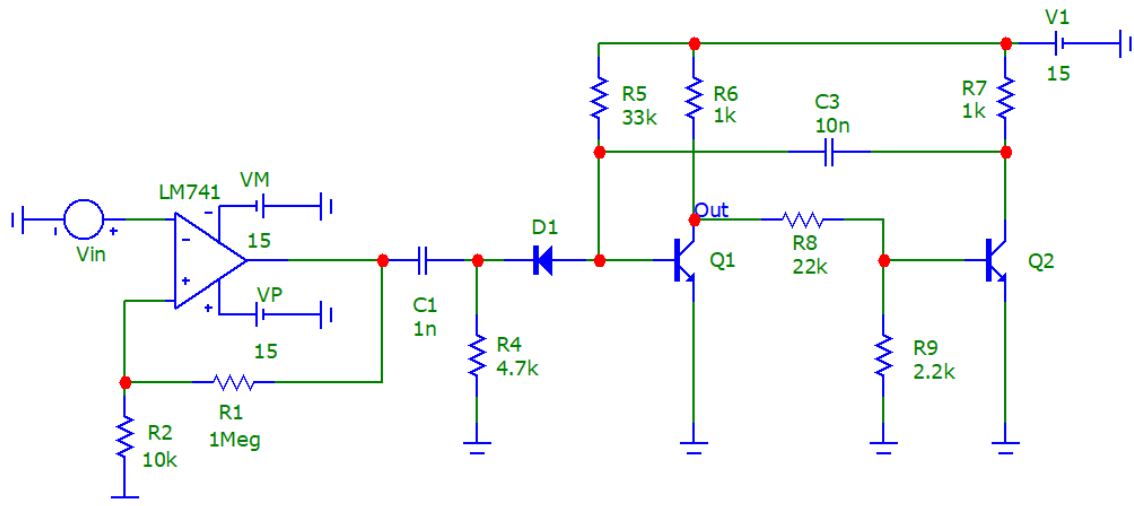 V1
15
R5
33k
R6
1k
C3
10n
R7
1k
LM741
VM
15
Vin
VP
15
C1
1n
D1
Out
Q1
R8
22k
Q2
R4
4.7k
R9
2.2k
R1
1Meg
R2
10k